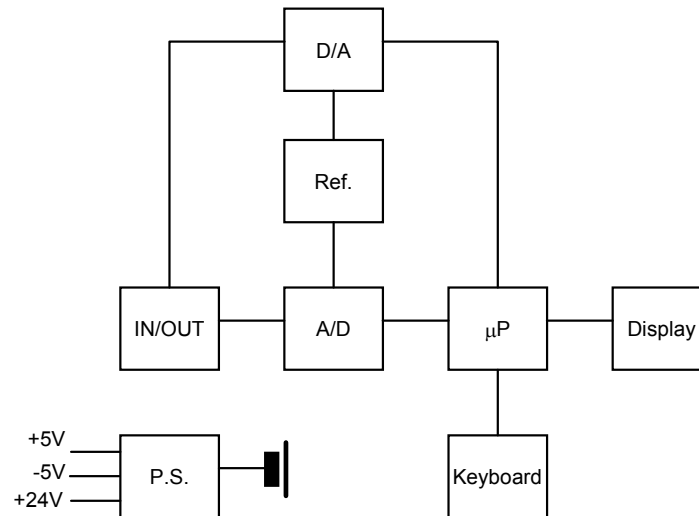 D/A
Ref.
IN/OUT
A/D
μP
Display
+5V
-5V
+24V
P.S.
Keyboard